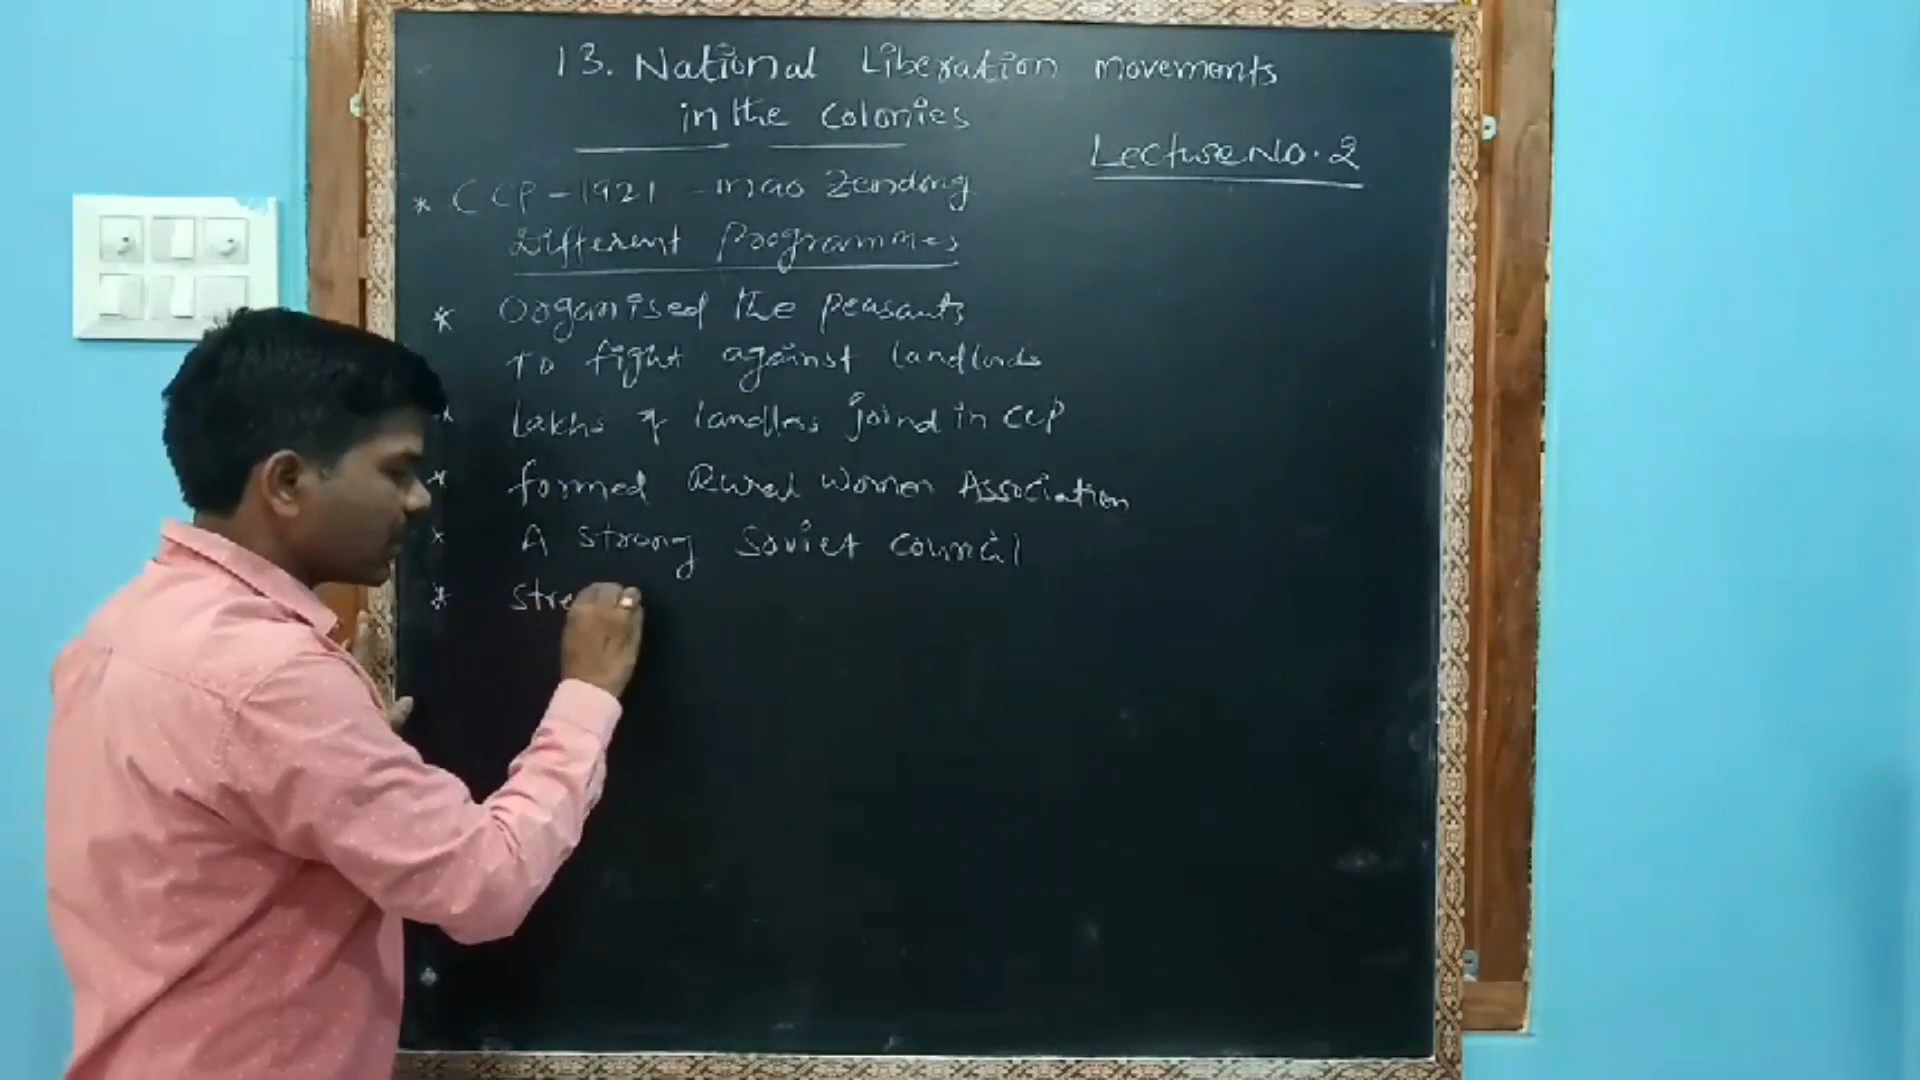 13. National Liberation movements
in the colonies
Lecture No. 2
* CCP - 1921 - Mao Zendong
Different Programmes
* Organised the peasants
to fight against landlords
* Lakhs of landless joind in CCP
* formed Rural Women Association
* A strong Soviet Council
* Stre